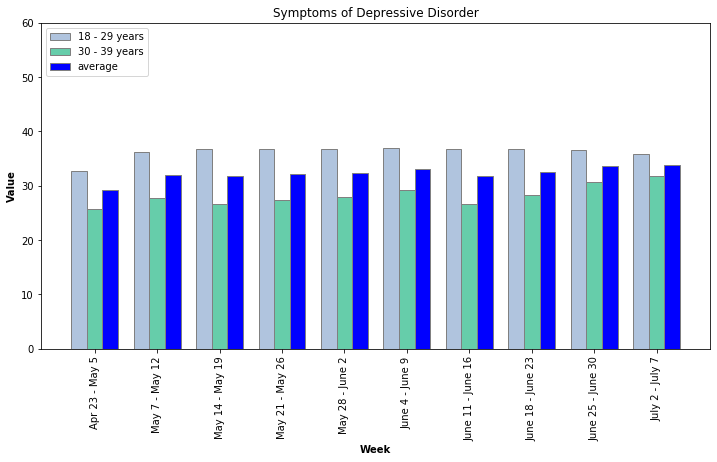 Symptoms of Depressive Disorder
18 - 29 years
30 - 39 years
average
60
50
40
30
20
10
0
Value
Apr 23 - May 5
May 7 - May 12
May 14 - May 19
May 21 - May 26
May 28 - June 2
June 4 - June 9
June 11 - June 16
June 18 - June 23
June 25 - June 30
July 2 - July 7
Week